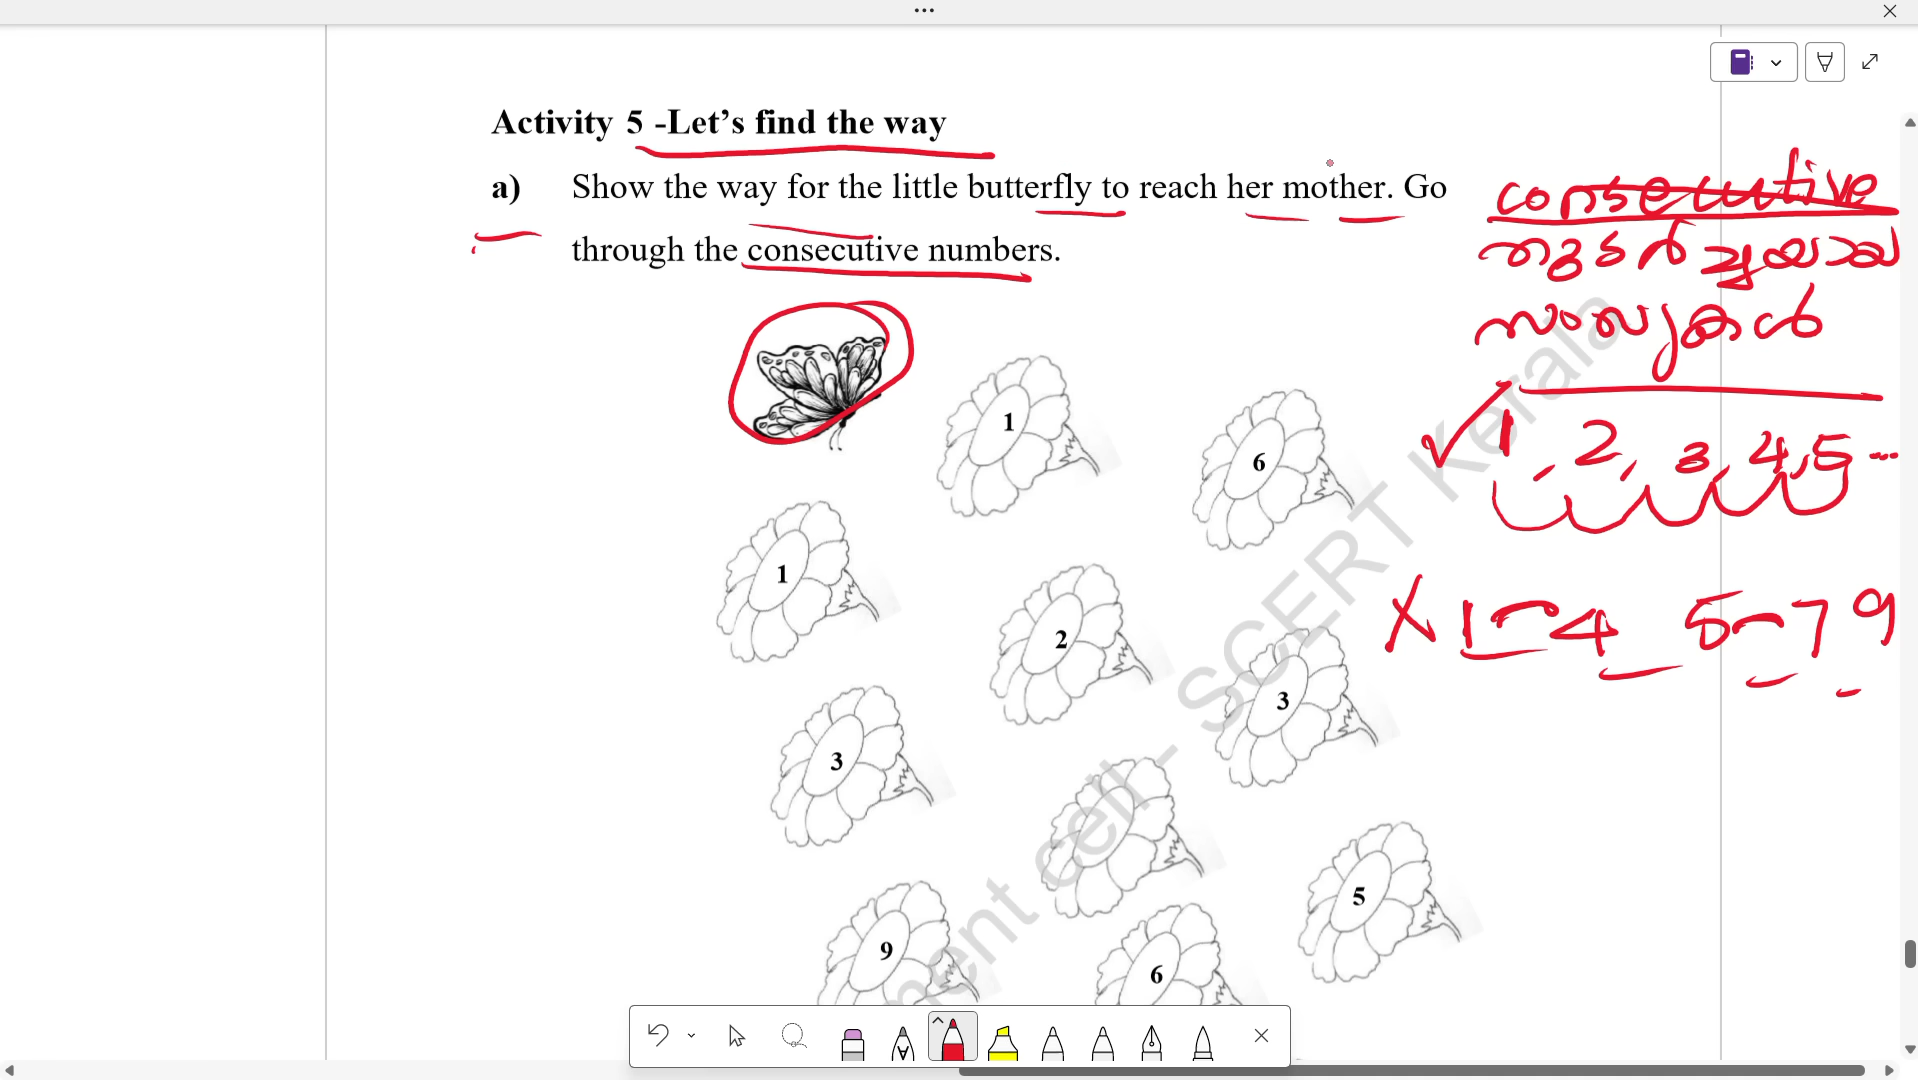 Activity 5 -Let’s find the way
a) Show the way for the little butterfly to reach her mother. Go
through the consecutive numbers.
consecutive
തുടർച്ചയായ
സംഖ്യകൾ
1, 2, 3, 4, 5 ...
X 1 4 5 7 9
1
6
1
2
3
3
5
9
6
ment cell - SCERT Kerala